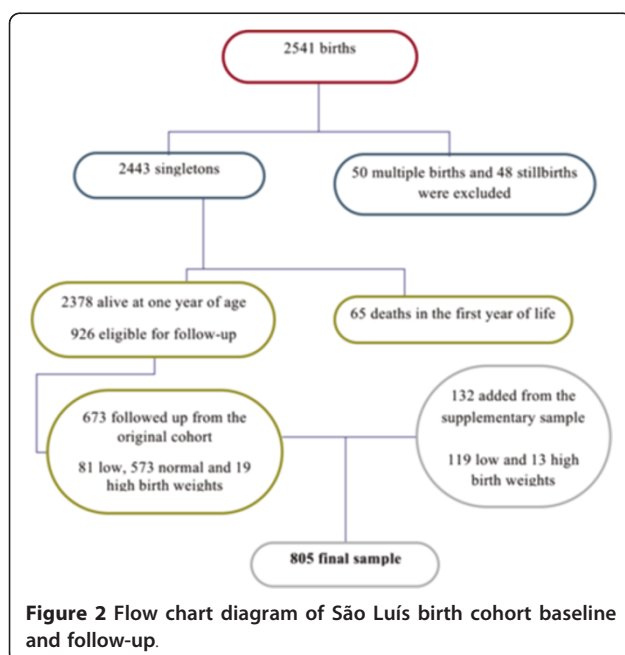 2541 births
2443 singletons
50 multiple births and 48 stillbirths
were excluded
2378 alive at one year of age
926 eligible for follow-up
65 deaths in the first year of life
673 followed up from the
original cohort
81 low, 573 normal and 19
high birth weights
132 added from the
supplementary sample
119 low and 13 high
birth weights
805 final sample
Figure 2 Flow chart diagram of São Luís birth cohort baseline
and follow-up.